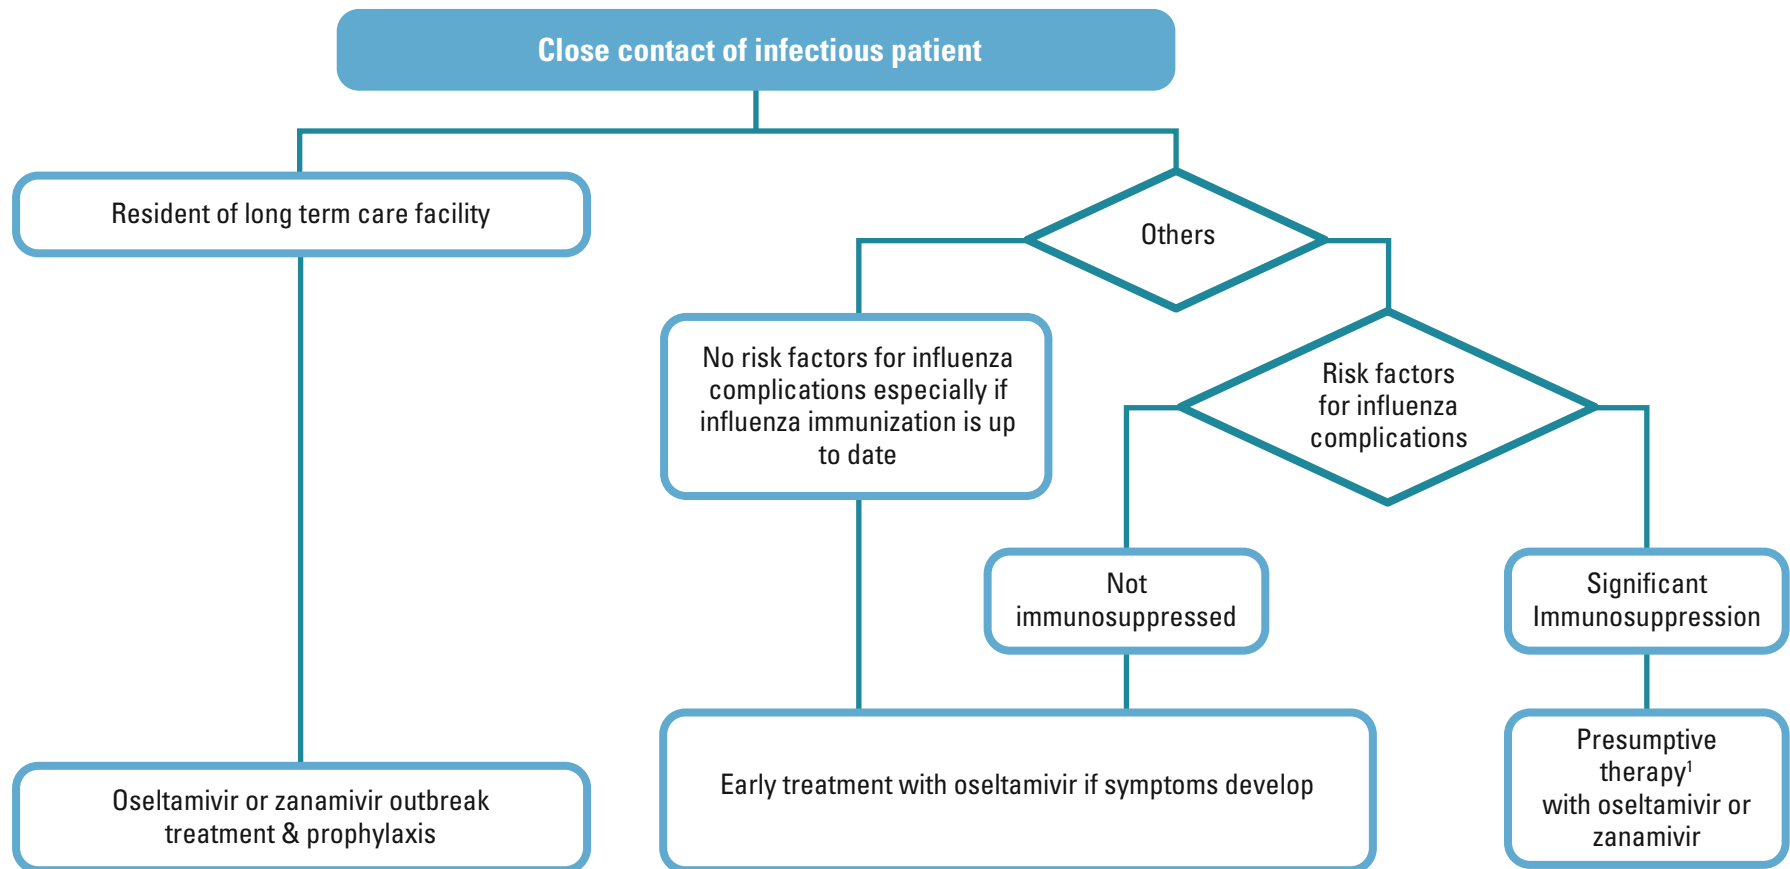 Close contact of infectious patient
Resident of long term care facility
Others
No risk factors for influenza
complications especially if
influenza immunization is up
to date
Risk factors
for influenza
complications
Not
immunosuppressed
Significant
Immunosuppression
Oseltamivir or zanamivir outbreak
treatment & prophylaxis
Early treatment with oseltamivir if symptoms develop
Presumptive
therapy¹
with oseltamivir or
zanamivir